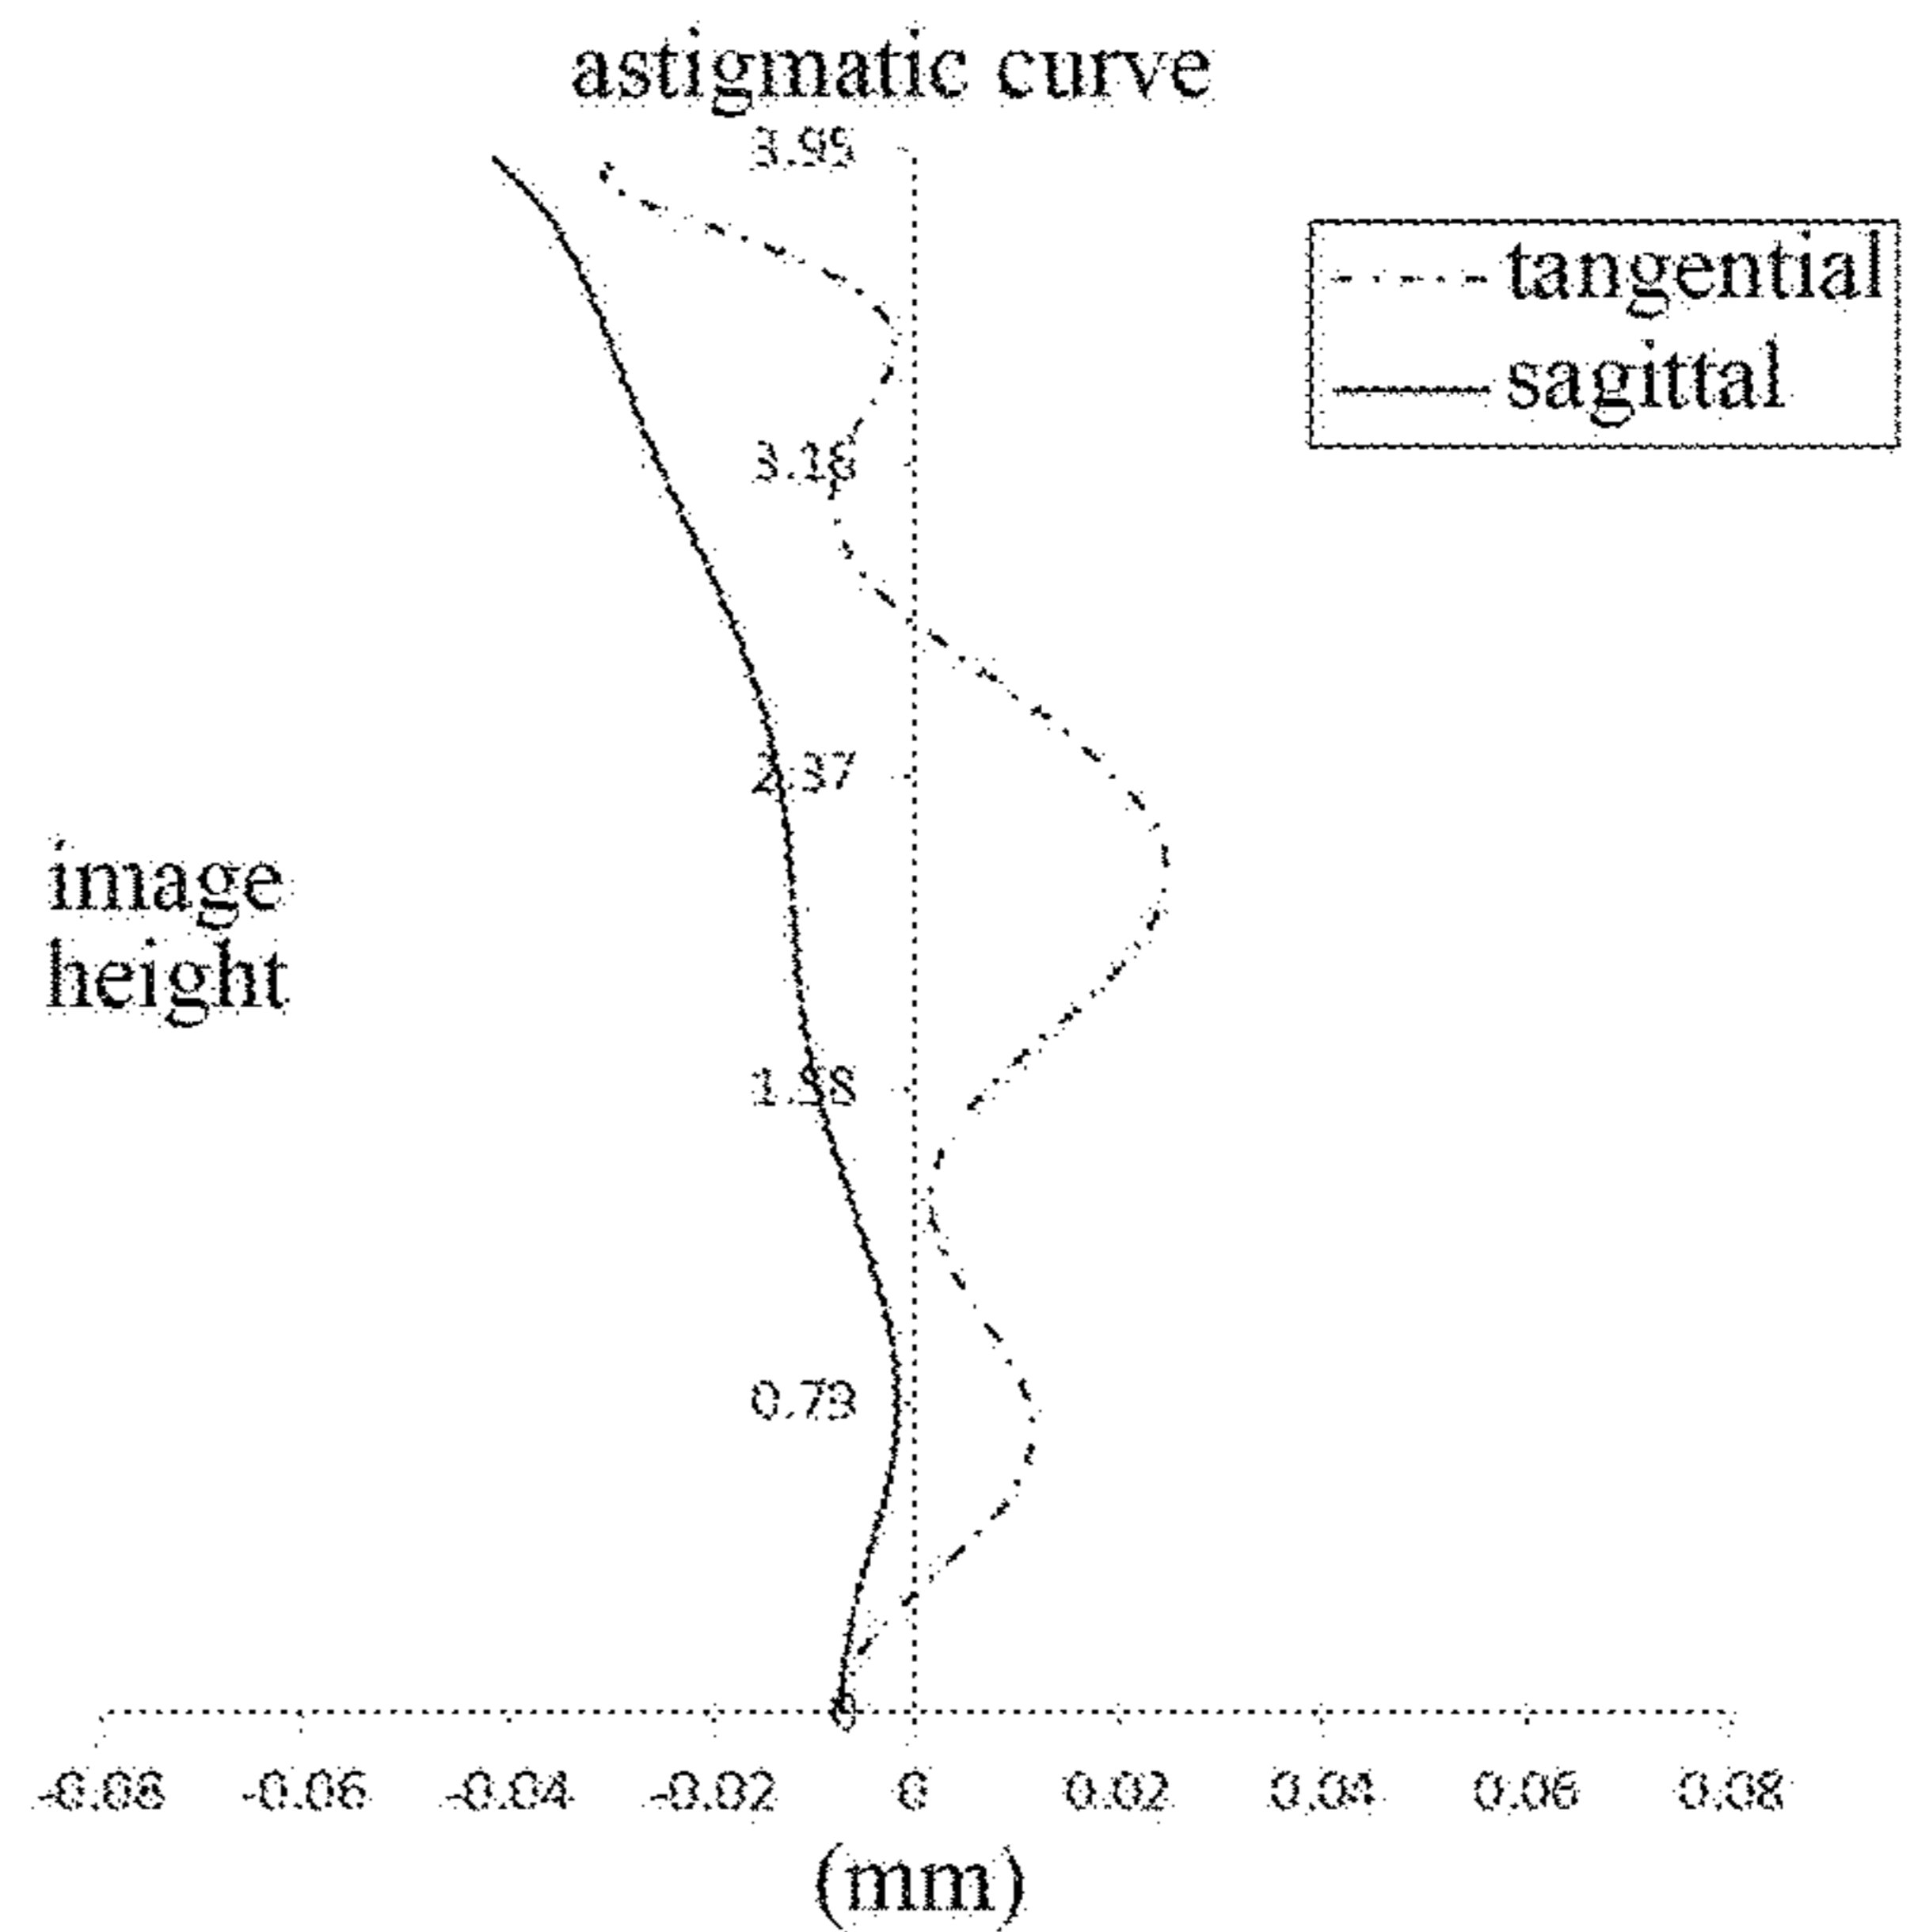 astigmatic curve
3.99
tangential
sagittal
3.18
2.37
image
height
1.58
0.73
0
-0.08 -0.06 -0.04 -0.02 0 0.02 0.04 0.06 0.08
(mm)